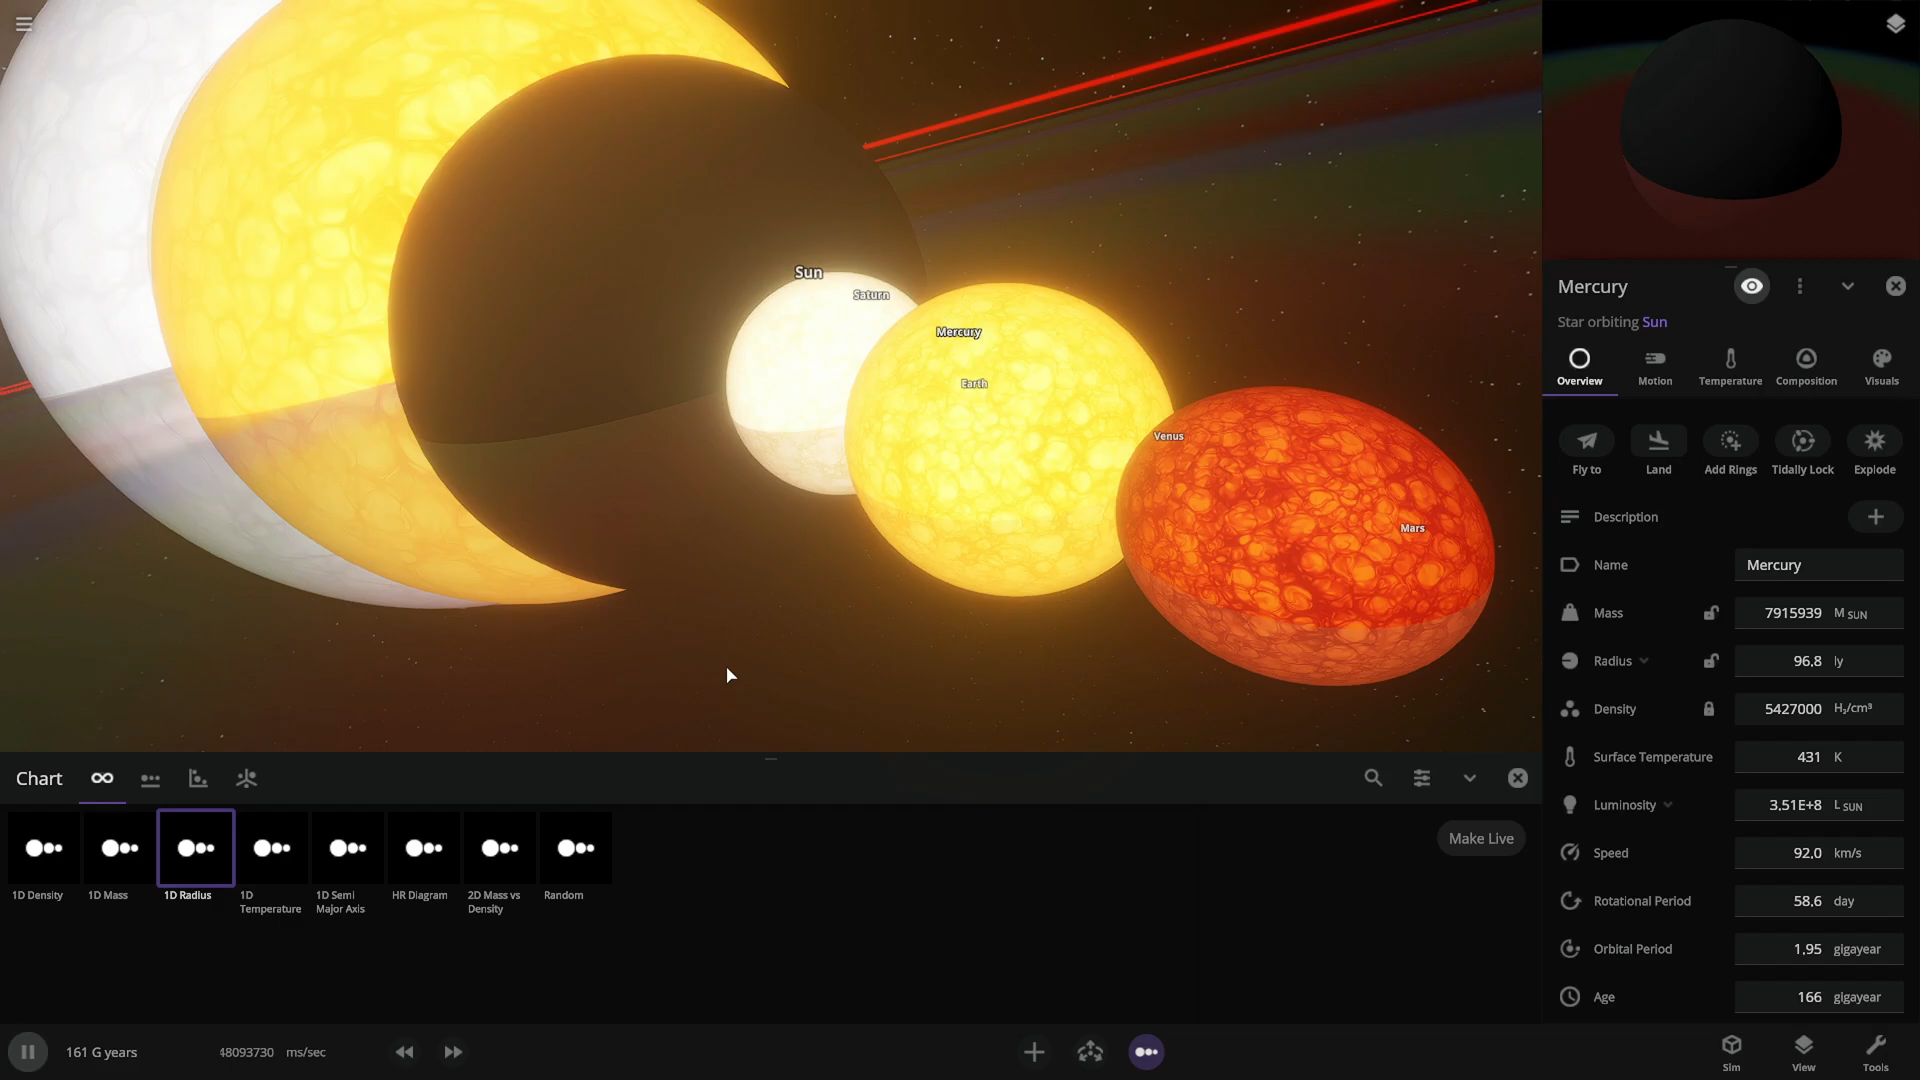 Sun
Saturn
Mercury
Earth
Venus
Mars
Mercury
Star orbiting Sun
Overview
Motion
Temperature
Composition
Visuals
Fly to
Land
Add Rings
Tidally Lock
Explode
Description
Name
Mercury
Mass
7915939 M SUN
Radius
96.8 ly
Density
5427000 H₂/cm³
Surface Temperature
431 K
Luminosity
3.51E+8 L SUN
Speed
92.0 km/s
Rotational Period
58.6 day
Orbital Period
1.95 gigayear
Age
166 gigayear
Chart
Make Live
1D Density
1D Mass
1D Radius
1D
Temperature
1D Semi
Major Axis
HR Diagram
2D Mass vs
Density
Random
161 G years
48093730 ms/sec
Sim
View
Tools